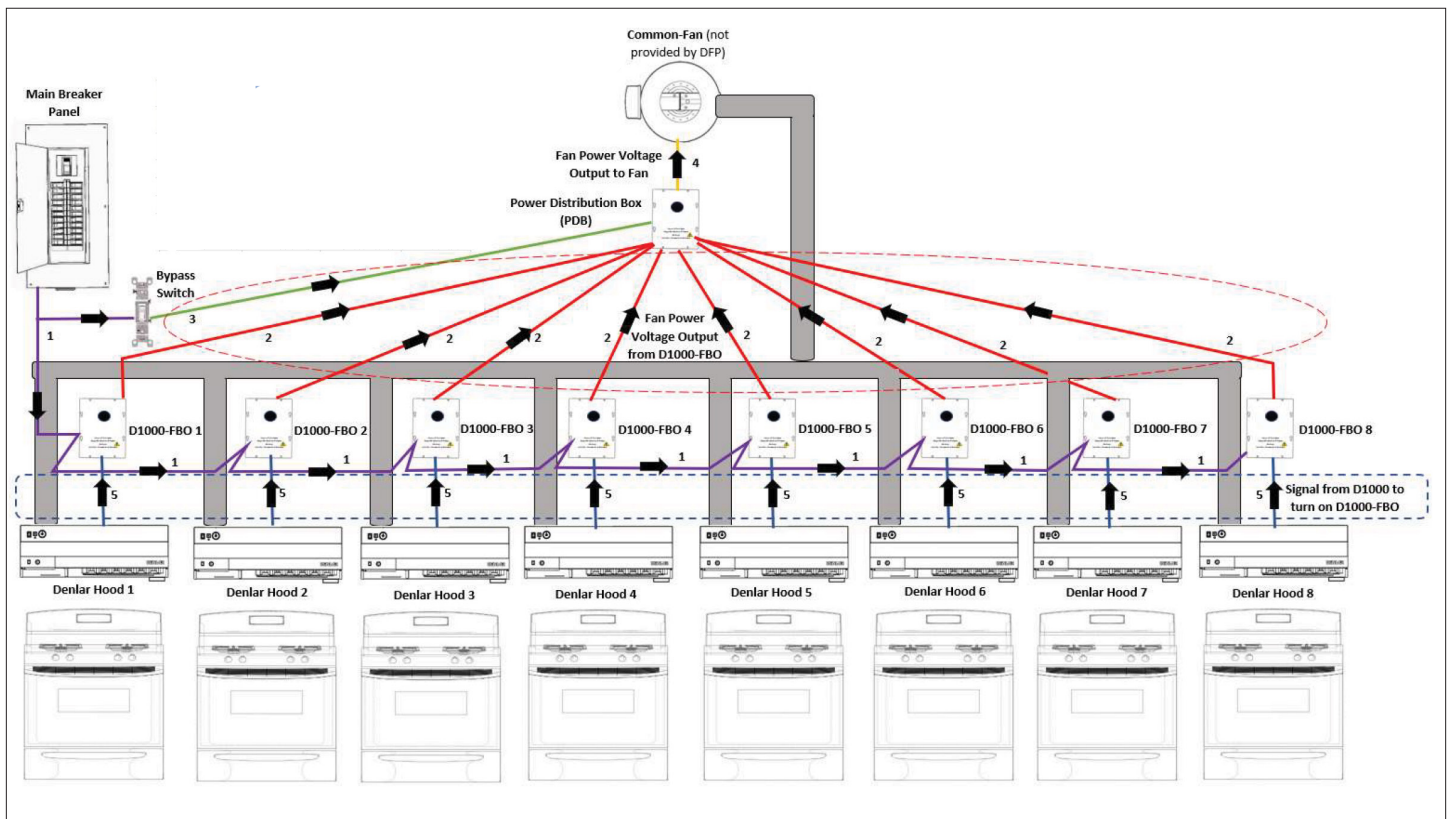 Common-Fan (not
provided by DFP)
Main Breaker
Panel
Fan Power Voltage
Output to Fan
4
Power Distribution Box
(PDB)
Bypass
Switch
1
3
Fan Power
Voltage Output
from D1000-FBO
2
2
2
2
2
2
2
2
D1000-FBO 1
D1000-FBO 2
D1000-FBO 3
D1000-FBO 4
D1000-FBO 5
D1000-FBO 6
D1000-FBO 7
D1000-FBO 8
1
1
1
1
1
1
1
5
5
5
5
5
5
5
5
Signal from D1000 to
turn on D1000-FBO
Denlar Hood 1
Denlar Hood 2
Denlar Hood 3
Denlar Hood 4
Denlar Hood 5
Denlar Hood 6
Denlar Hood 7
Denlar Hood 8